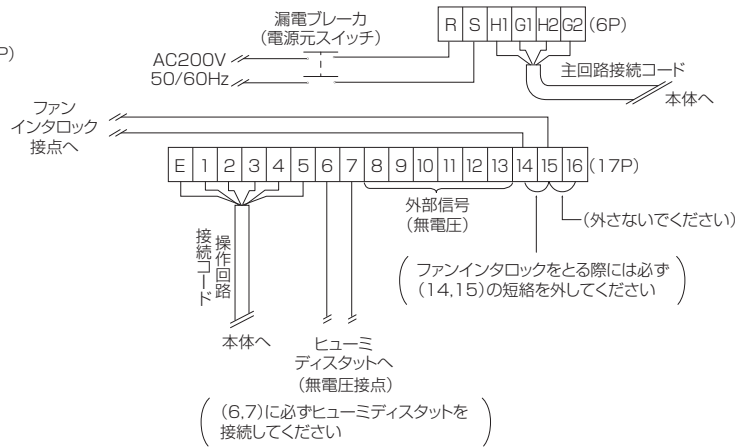 P)
漏電ブレーカ
(電源元スイッチ)
R S H1 G1 H2 G2 (6P)
AC200V
50/60Hz
主回路接続コード
本体へ
ファン
インタロック
接点へ
E 1 2 3 4 5 6 7 8 9 10 11 12 13 14 15 16 (17P)
外部信号
(無電圧)
(外さないでください)
操作回路
接続コード
ファンインタロックをとる際には必ず
(14,15)の短絡を外してください
本体へ
ヒューミ
ディスタットへ
(無電圧接点)
(6,7)に必ずヒューミディスタットを
接続してください